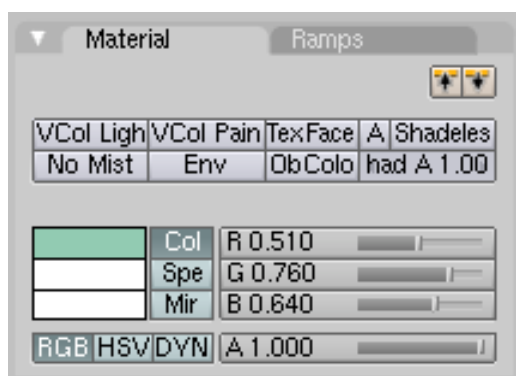 Material Ramps
VCol Ligh VCol Pain TexFace A Shadeles
No Mist Env ObColo had A 1.00
Col R 0.510
Spe G 0.760
Mir B 0.640
RGB HSV DYN A 1.000